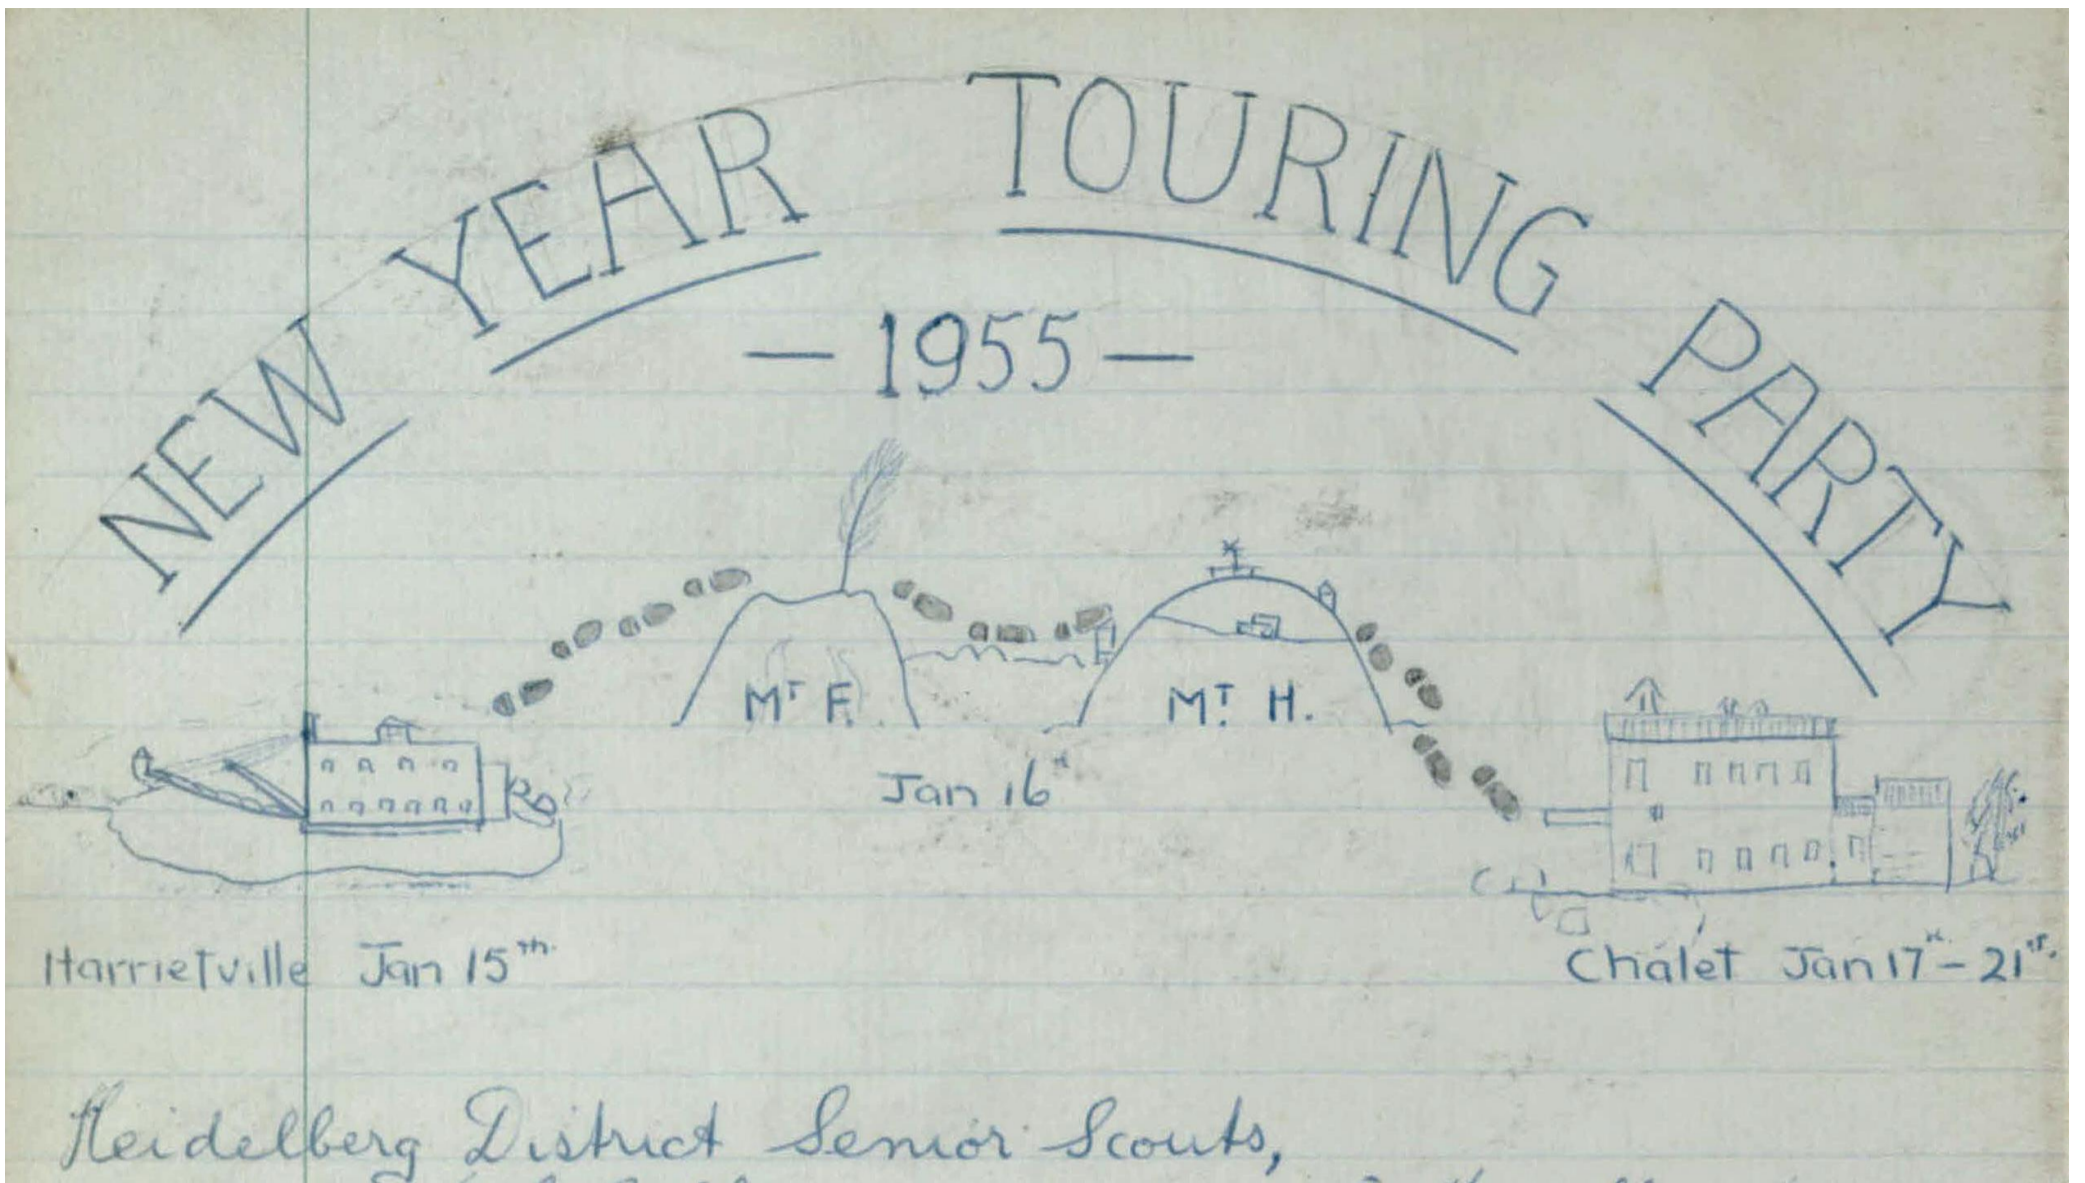 NEW YEAR TOURING PARTY
— 1955 —
MT F.
MT. H.
Jan 16th
Harrietville Jan 15th.
Chalet Jan 17th – 21st.
Heidelberg District Senior Scouts,